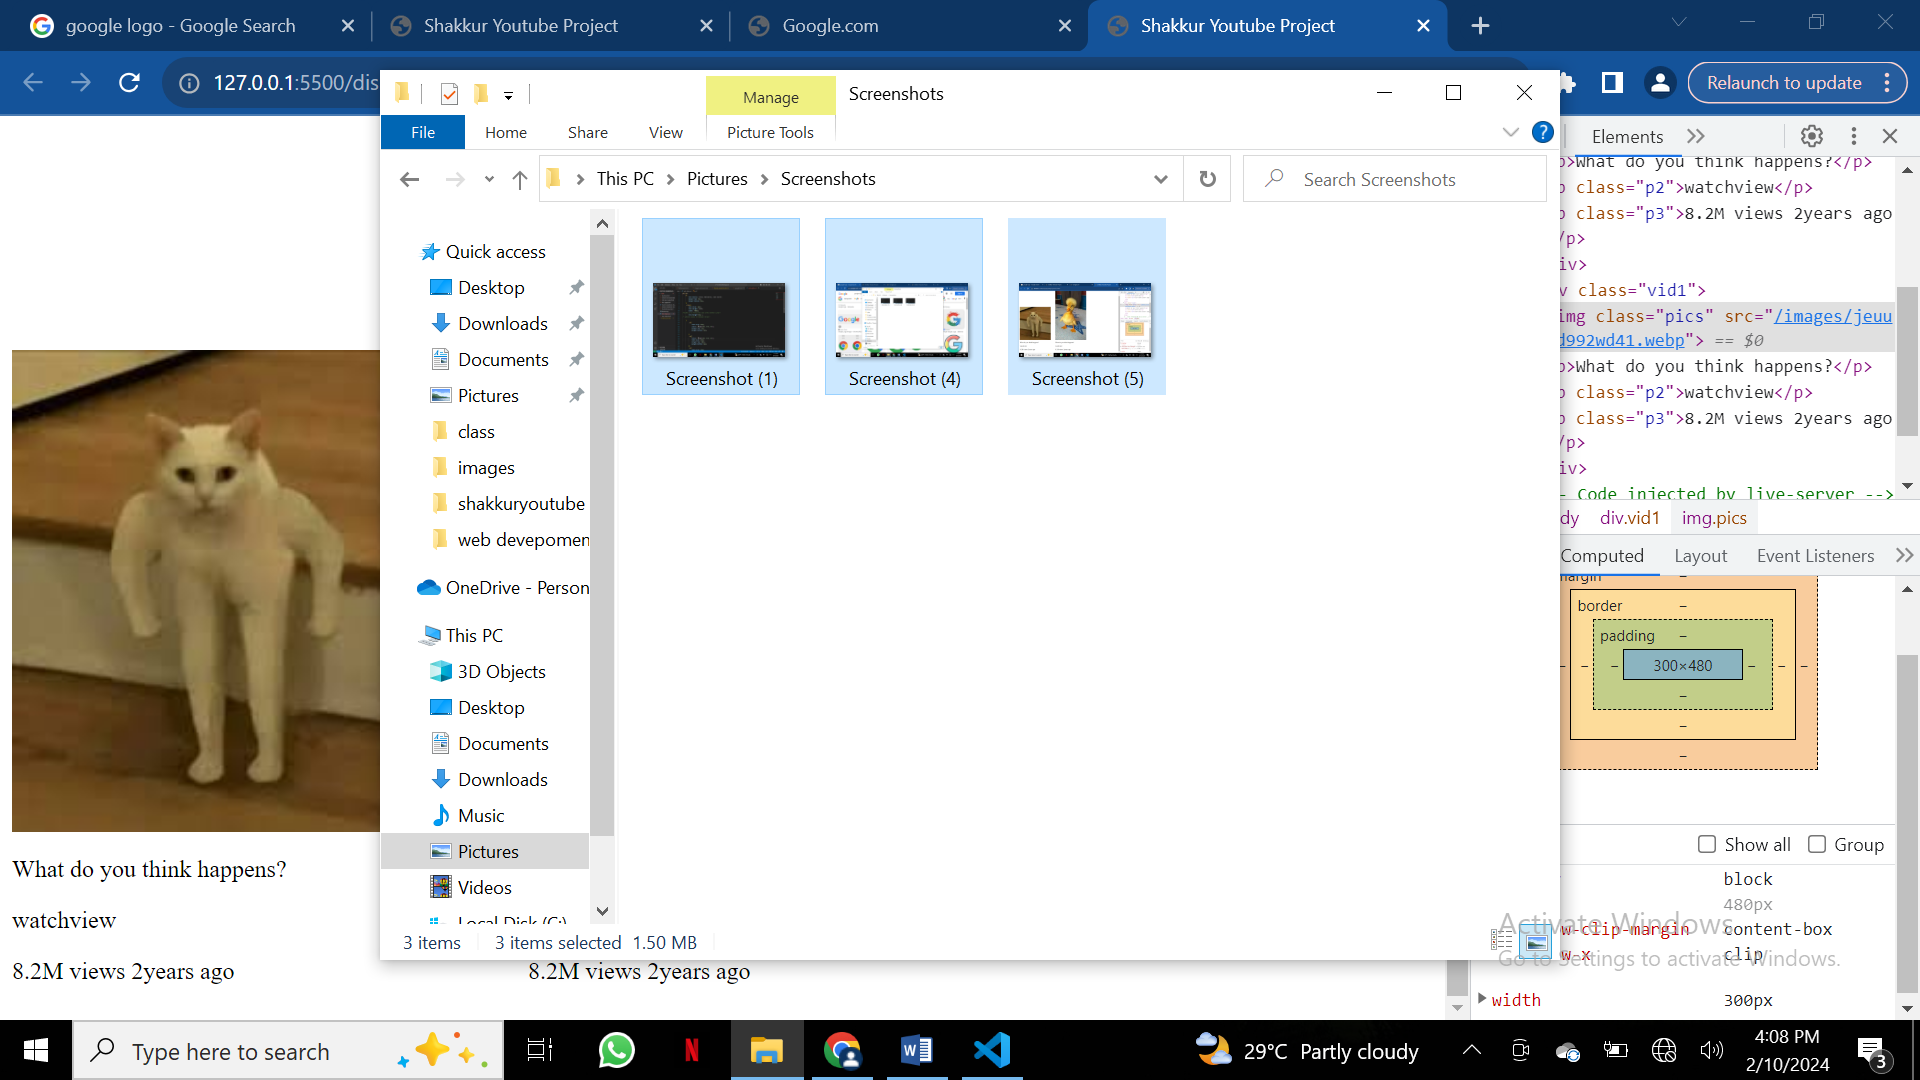 google logo - Google Search
Shakkur Youtube Project
Google.com
Shakkur Youtube Project
127.0.0.1:5500/dis
Relaunch to update
Manage
Screenshots
File
Home
Share
View
Picture Tools
This PC
Pictures
Screenshots
Search Screenshots
Quick access
Desktop
Downloads
Documents
Pictures
class
images
shakkuryoutube
web devepomen
OneDrive - Person
This PC
3D Objects
Desktop
Documents
Downloads
Music
Pictures
Videos
Local Disk (C:)
Screenshot (1)
Screenshot (4)
Screenshot (5)
3 items
3 items selected 1.50 MB
Elements
>What do you think happens?</p>
class="p2">watchview</p>
class="p3">8.2M views 2years ago
/p>
iv>
v class="vid1">
img class="pics" src="/images/jeuu
d992wd41.webp"> == $0
>What do you think happens?</p>
class="p2">watchview</p>
class="p3">8.2M views 2years ago
/p>
iv>
- Code injected by live-server -->
dy div.vid1 img.pics
Computed
Layout
Event Listeners
margin
border
padding
300×480
Show all
Group
block
480px
w-clip-margin
content-box
w-x
clip
width
300px
Activate Windows
Go to Settings to activate Windows.
What do you think happens?
watchview
8.2M views 2years ago
8.2M views 2years ago
Type here to search
29°C Partly cloudy
4:08 PM
2/10/2024
3